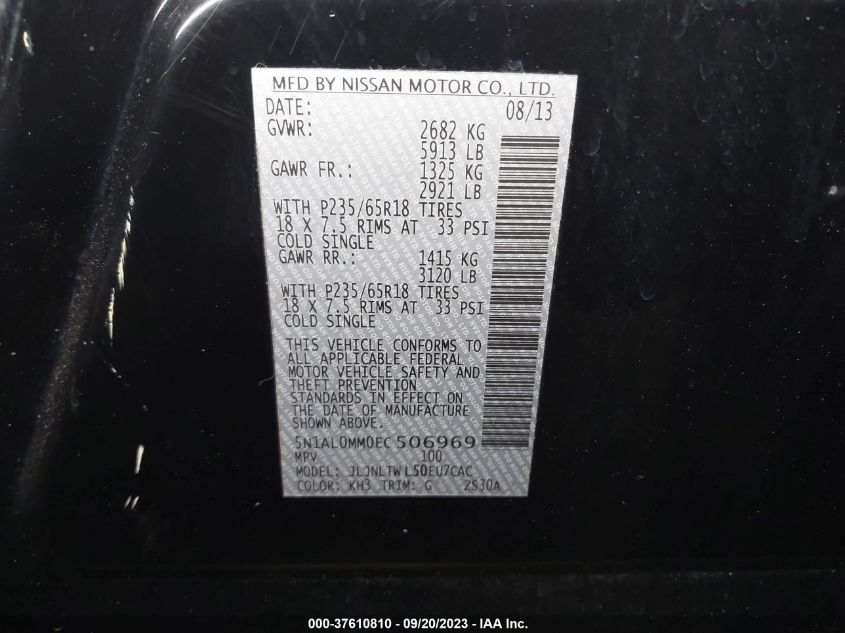 MFD BY NISSAN MOTOR CO., LTD.
DATE: 08/13
GVWR: 2682 KG
5913 LB
GAWR FR.: 1325 KG
2921 LB
WITH P235/65R18 TIRES
18 X 7.5 RIMS AT 33 PSI
COLD SINGLE
GAWR RR.: 1415 KG
3120 LB
WITH P235/65R18 TIRES
18 X 7.5 RIMS AT 33 PSI
COLD SINGLE
THIS VEHICLE CONFORMS TO
ALL APPLICABLE FEDERAL
MOTOR VEHICLE SAFETY AND
THEFT PREVENTION
STANDARDS IN EFFECT ON
THE DATE OF MANUFACTURE
SHOWN ABOVE.
5N1AL0MM0EC506969
MPV 100
MODEL: JLJNLTWL50EU7CAC
COLOR: KH3 TRIM: G ZS30A
000-37610810 - 09/20/2023 - IAA Inc.